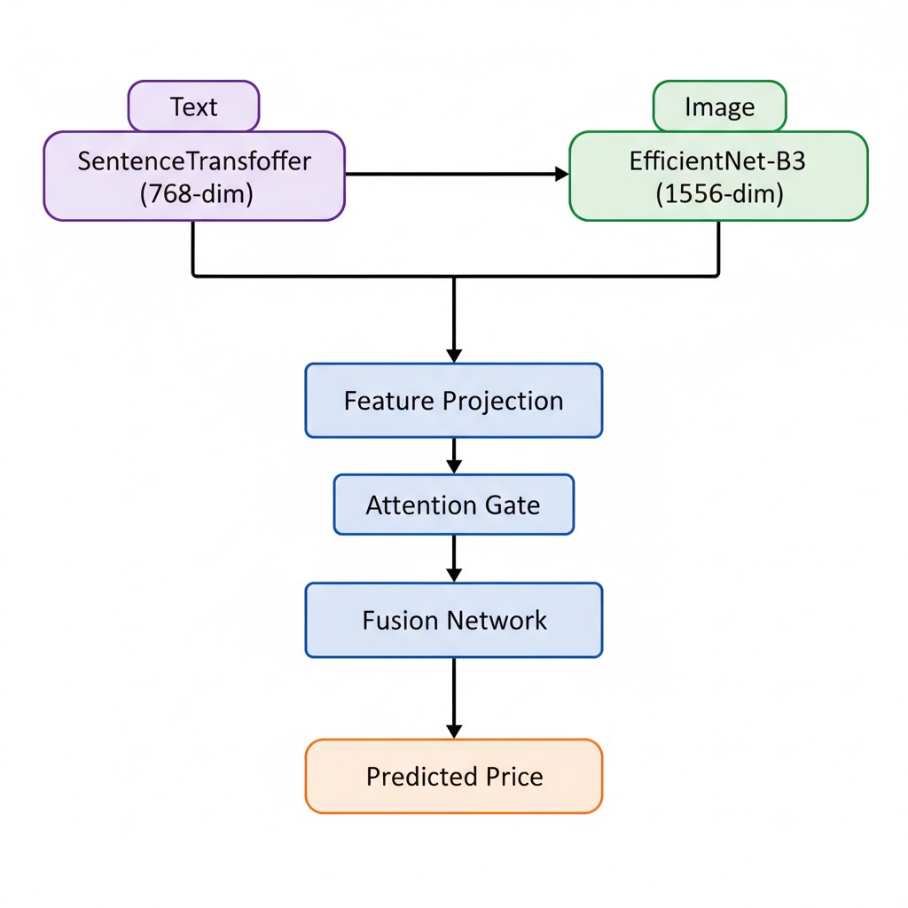 Text
SentenceTransfoffer
(768-dim)
Image
EfficientNet-B3
(1556-dim)
Feature Projection
Attention Gate
Fusion Network
Predicted Price